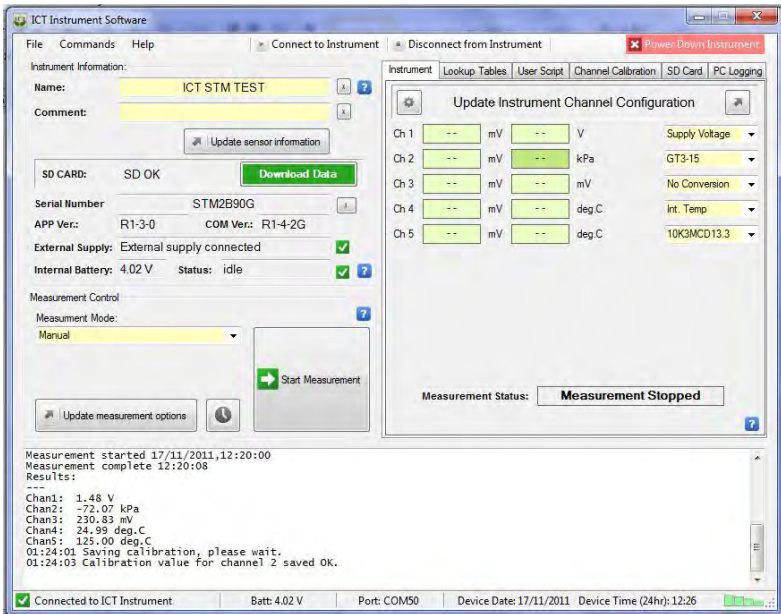 ICT Instrument Software
File Commands Help Connect to Instrument Disconnect from Instrument Power Down Instrument
Instrument Information:
Name: ICT STM TEST
Comment:
Update sensor information
SD CARD: SD OK Download Data
Serial Number STM2B90G
APP Ver.: R1-3-0 COM Ver.: R1-4-2G
External Supply: External supply connected
Internal Battery: 4.02 V Status: idle
Measurement Control
Measurment Mode:
Manual
Start Measurement
Update measurement options
Instrument Lookup Tables User Script Channel Calibration SD Card PC Logging
Update Instrument Channel Configuration
Ch 1 -- mV -- V Supply Voltage
Ch 2 -- mV -- kPa GT3-15
Ch 3 -- mV -- mV No Conversion
Ch 4 -- mV -- deg.C Int. Temp
Ch 5 -- mV -- deg.C 10K3MCD13.3
Measurement Status: Measurement Stopped
Measurement started 17/11/2011,12:20:00
Measurement complete 12:20:08
Results:
---
Chan1: 1.48 V
Chan2: -72.07 kPa
Chan3: 230.83 mV
Chan4: 24.99 deg.C
Chan5: 125.00 deg.C
01:24:01 Saving calibration, please wait.
01:24:03 Calibration value for channel 2 saved OK.
Connected to ICT Instrument Batt: 4.02 V Port: COM50 Device Date: 17/11/2011 Device Time (24hr): 12:26